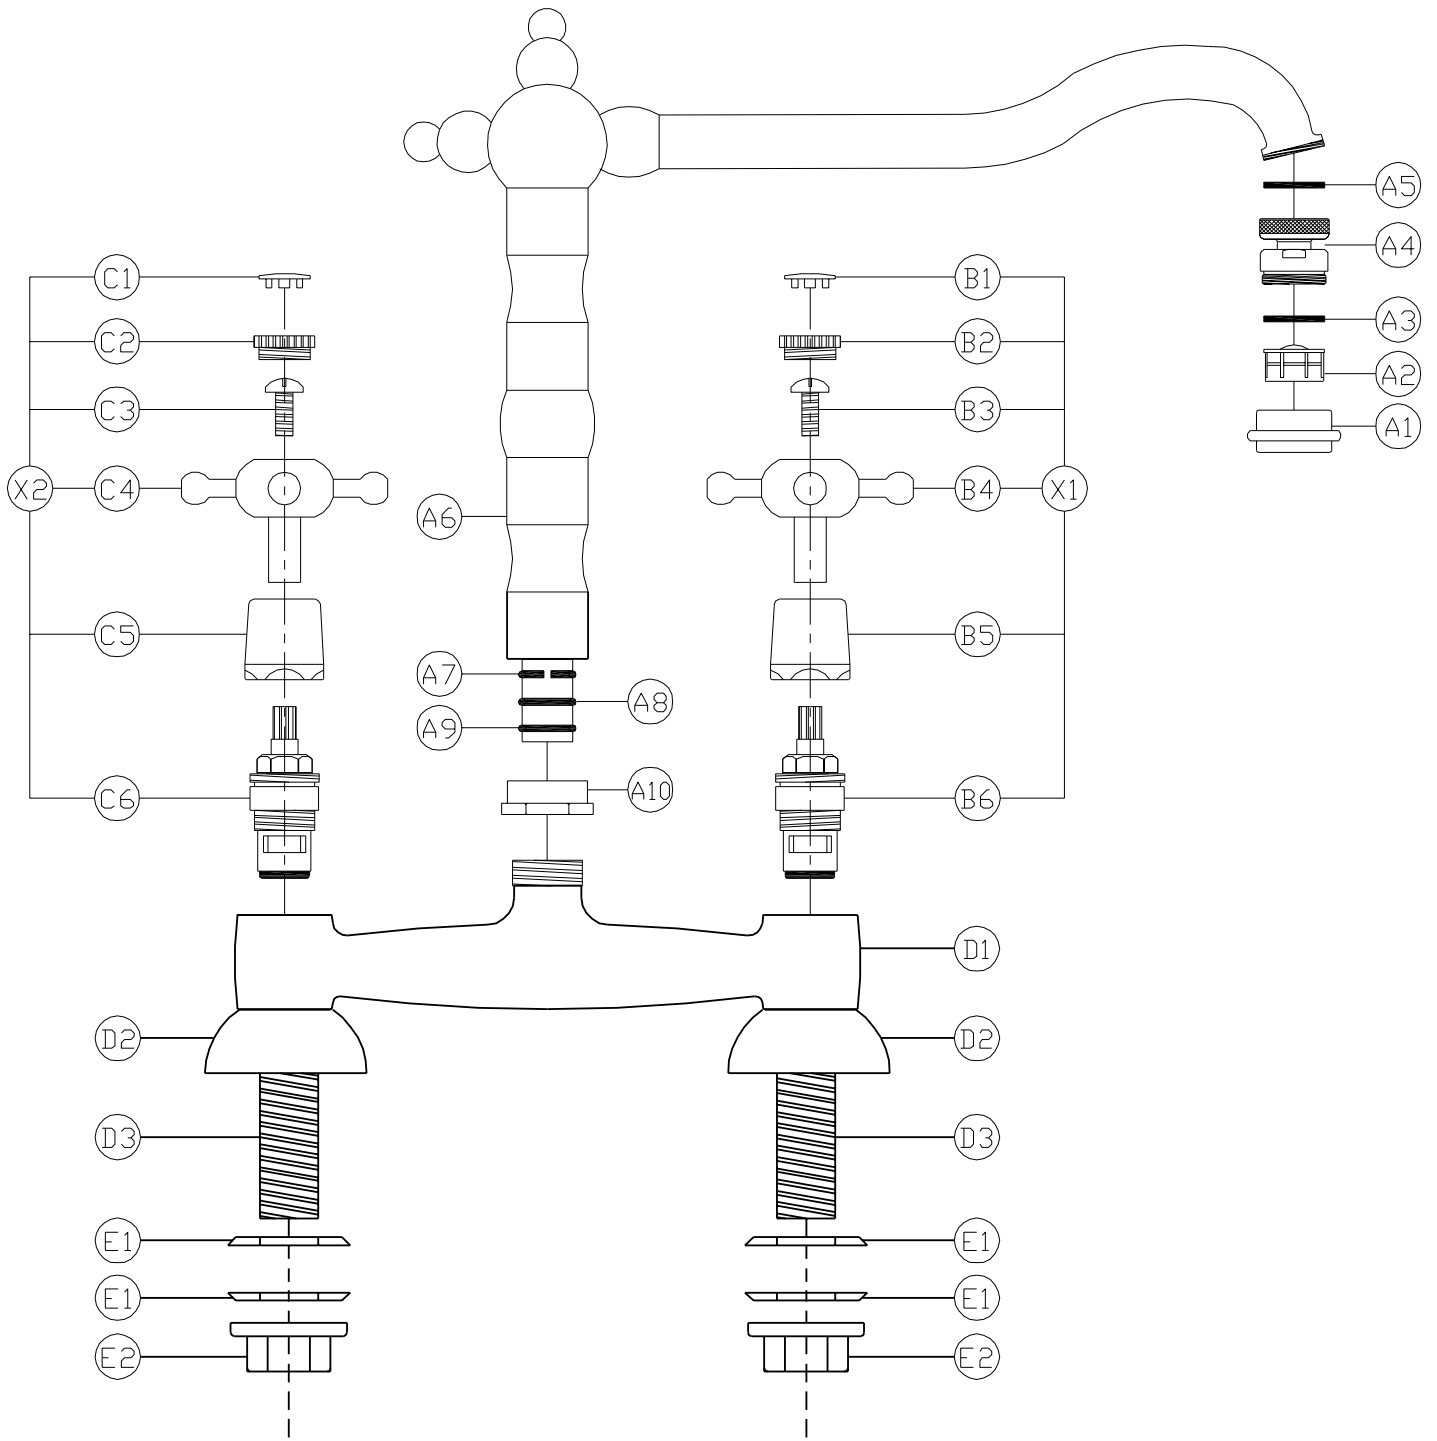 A5
A4
C1 B1
A3
C2 B2
A2
C3 B3
A1
X2 C4 B4 X1
A6
C5 B5
A7
A8
A9
A10
C6 B6
D1
D2 D2
D3 D3
E1 E1
E1 E1
E2 E2